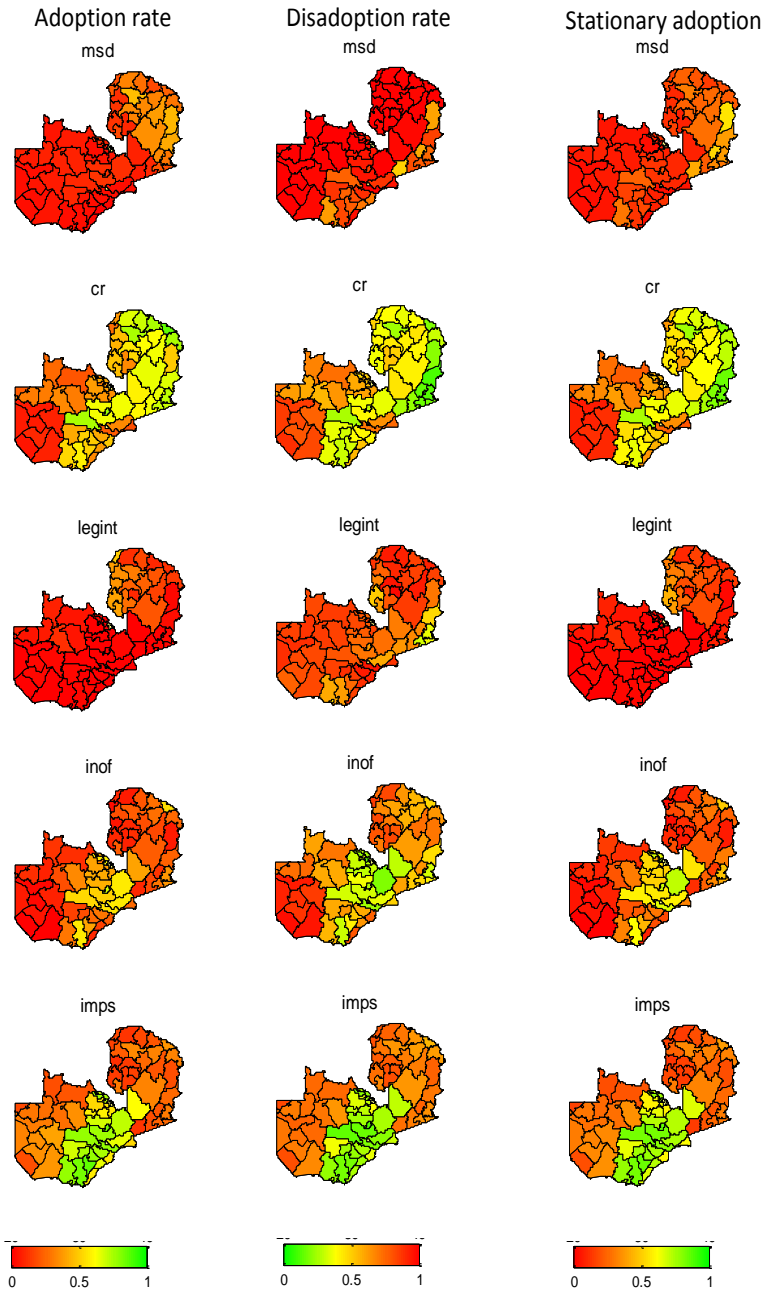 Adoption rate Disadoption rate Stationary adoption
msd msd msd
cr cr cr
legint legint legint
inof inof inof
imps imps imps
0 0.5 1 0 0.5 1 0 0.5 1